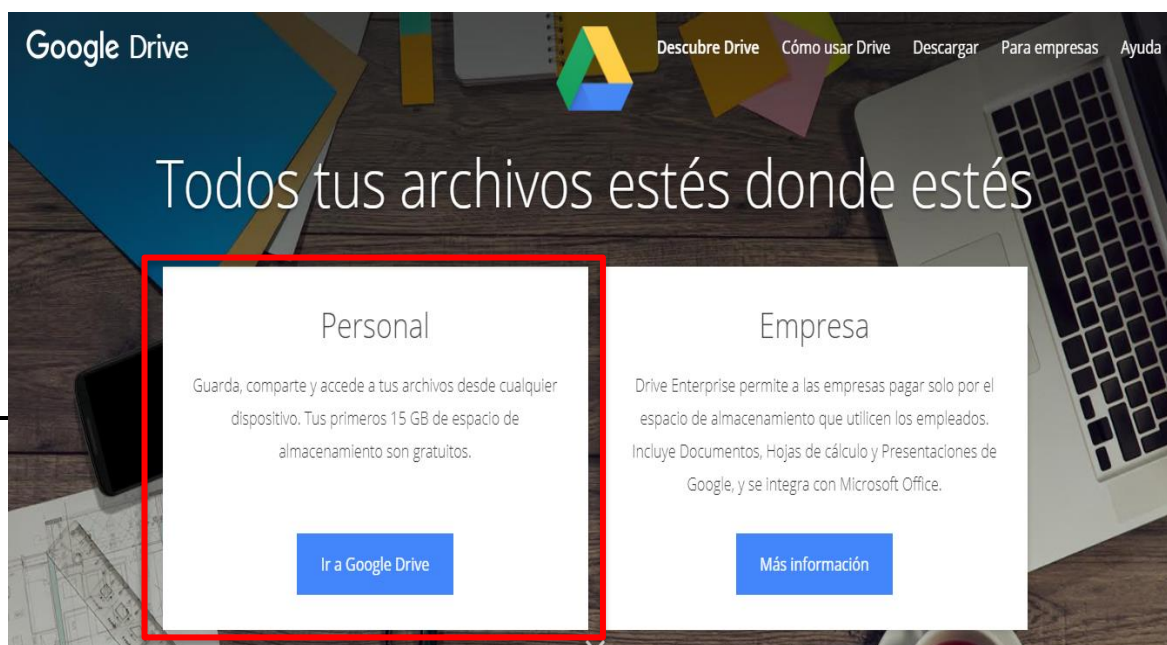 Google Drive
Descubre Drive Cómo usar Drive Descargar Para empresas Ayuda
Todos tus archivos estés donde estés
Personal
Guarda, comparte y accede a tus archivos desde cualquier
dispositivo. Tus primeros 15 GB de espacio de
almacenamiento son gratuitos.
Ir a Google Drive
Empresa
Drive Enterprise permite a las empresas pagar solo por el
espacio de almacenamiento que utilicen los empleados.
Incluye Documentos, Hojas de cálculo y Presentaciones de
Google, y se integra con Microsoft Office.
Más información